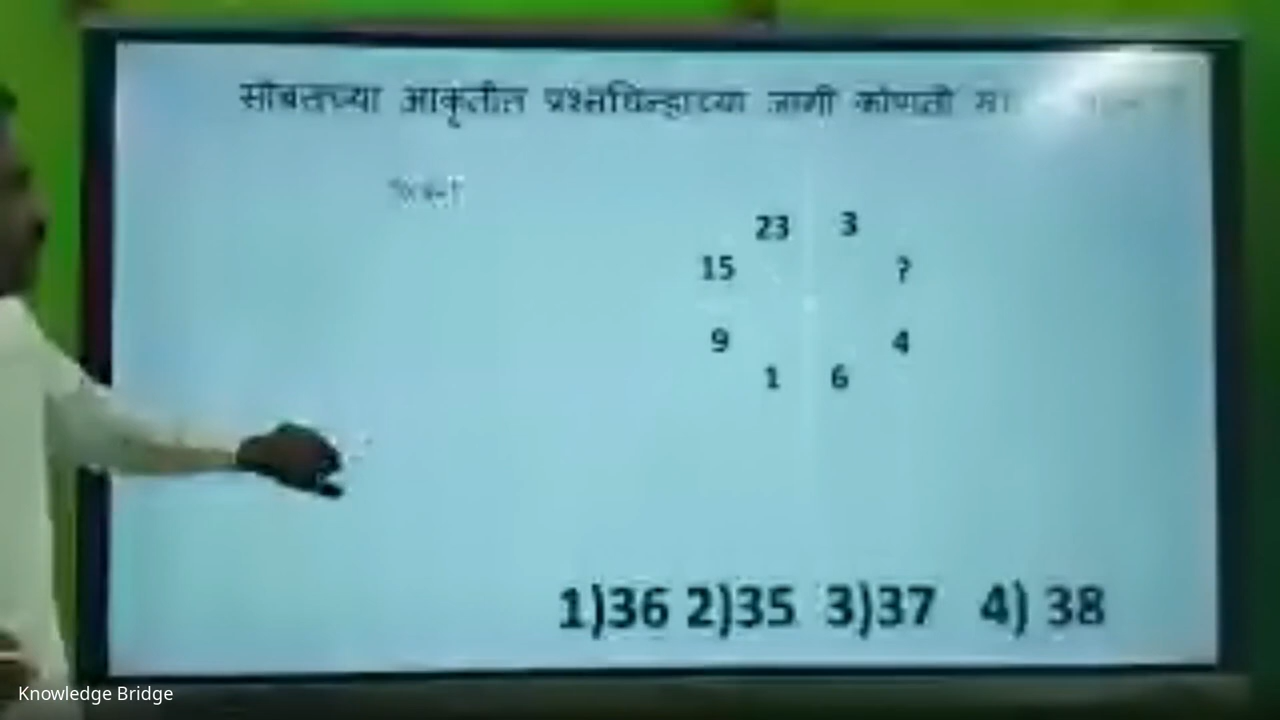 सोबतच्या आकृतीत प्रश्नचिन्हाच्या जागी कोणती
23 3
15 ?
9 4
1 6
1)36 2)35 3)37 4) 38
Knowledge Bridge